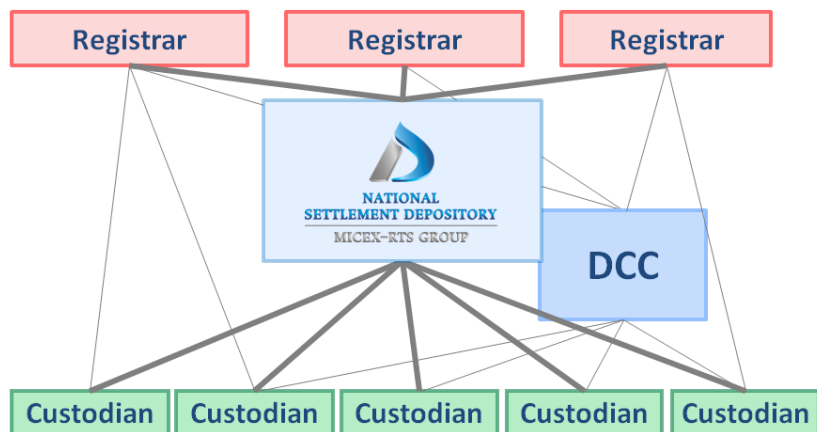 Registrar
Registrar
Registrar
NATIONAL
SETTLEMENT DEPOSITORY
MICEX-RTS GROUP
DCC
Custodian
Custodian
Custodian
Custodian
Custodian